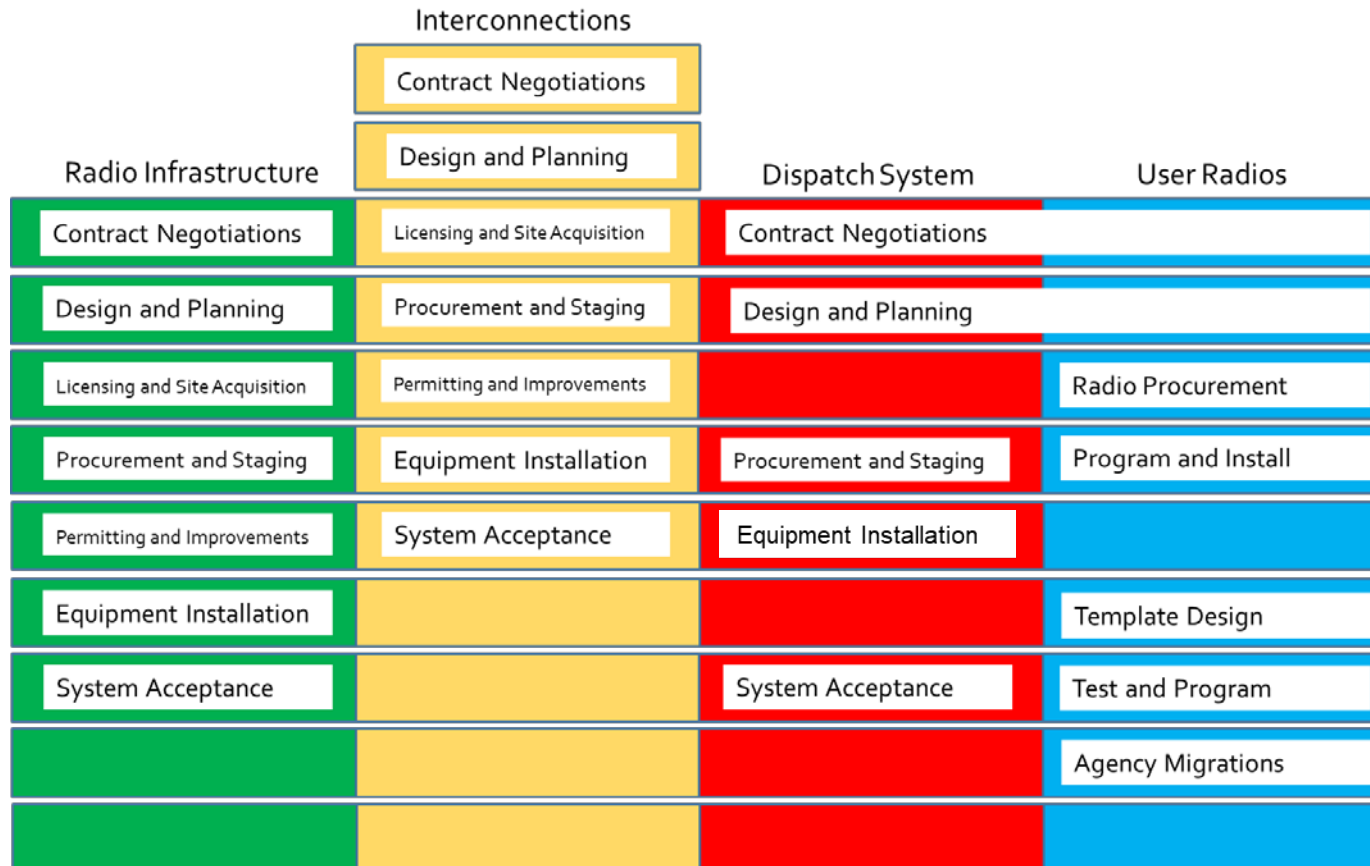 Interconnections
Contract Negotiations
Design and Planning
Radio Infrastructure
Dispatch System
User Radios
Contract Negotiations
Licensing and Site Acquisition
Contract Negotiations
Design and Planning
Procurement and Staging
Design and Planning
Licensing and Site Acquisition
Permitting and Improvements
Radio Procurement
Procurement and Staging
Equipment Installation
Procurement and Staging
Program and Install
Permitting and Improvements
System Acceptance
Equipment Installation
Equipment Installation
Template Design
System Acceptance
System Acceptance
Test and Program
Agency Migrations